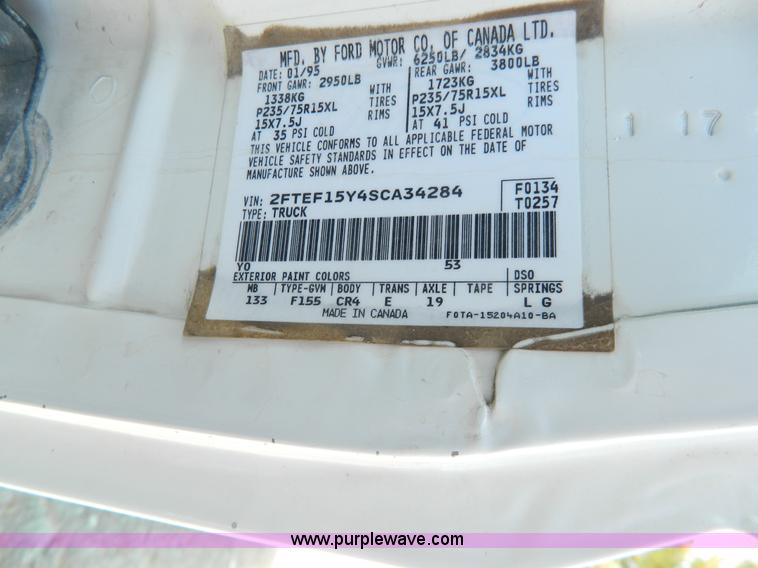 MFD. BY FORD MOTOR CO. OF CANADA LTD.
DATE: 01/95 GVWR: 6250LB/ 2834KG
FRONT GAWR: 2950LB REAR GAWR: 3800LB
1338KG WITH 1723KG WITH
P235/75R15XL TIRES P235/75R15XL TIRES
15X7.5J RIMS 15X7.5J RIMS
AT 35 PSI COLD AT 41 PSI COLD
THIS VEHICLE CONFORMS TO ALL APPLICABLE FEDERAL MOTOR
VEHICLE SAFETY STANDARDS IN EFFECT ON THE DATE OF
MANUFACTURE SHOWN ABOVE.
VIN: 2FTEF15Y4SCA34284 F0134
TYPE: TRUCK T0257
YO 53
EXTERIOR PAINT COLORS DSO
WB TYPE-GVM BODY TRANS AXLE TAPE SPRINGS
133 F155 CR4 E 19 L G
MADE IN CANADA F0TA-15204A10-BA
1 17
www.purplewave.com